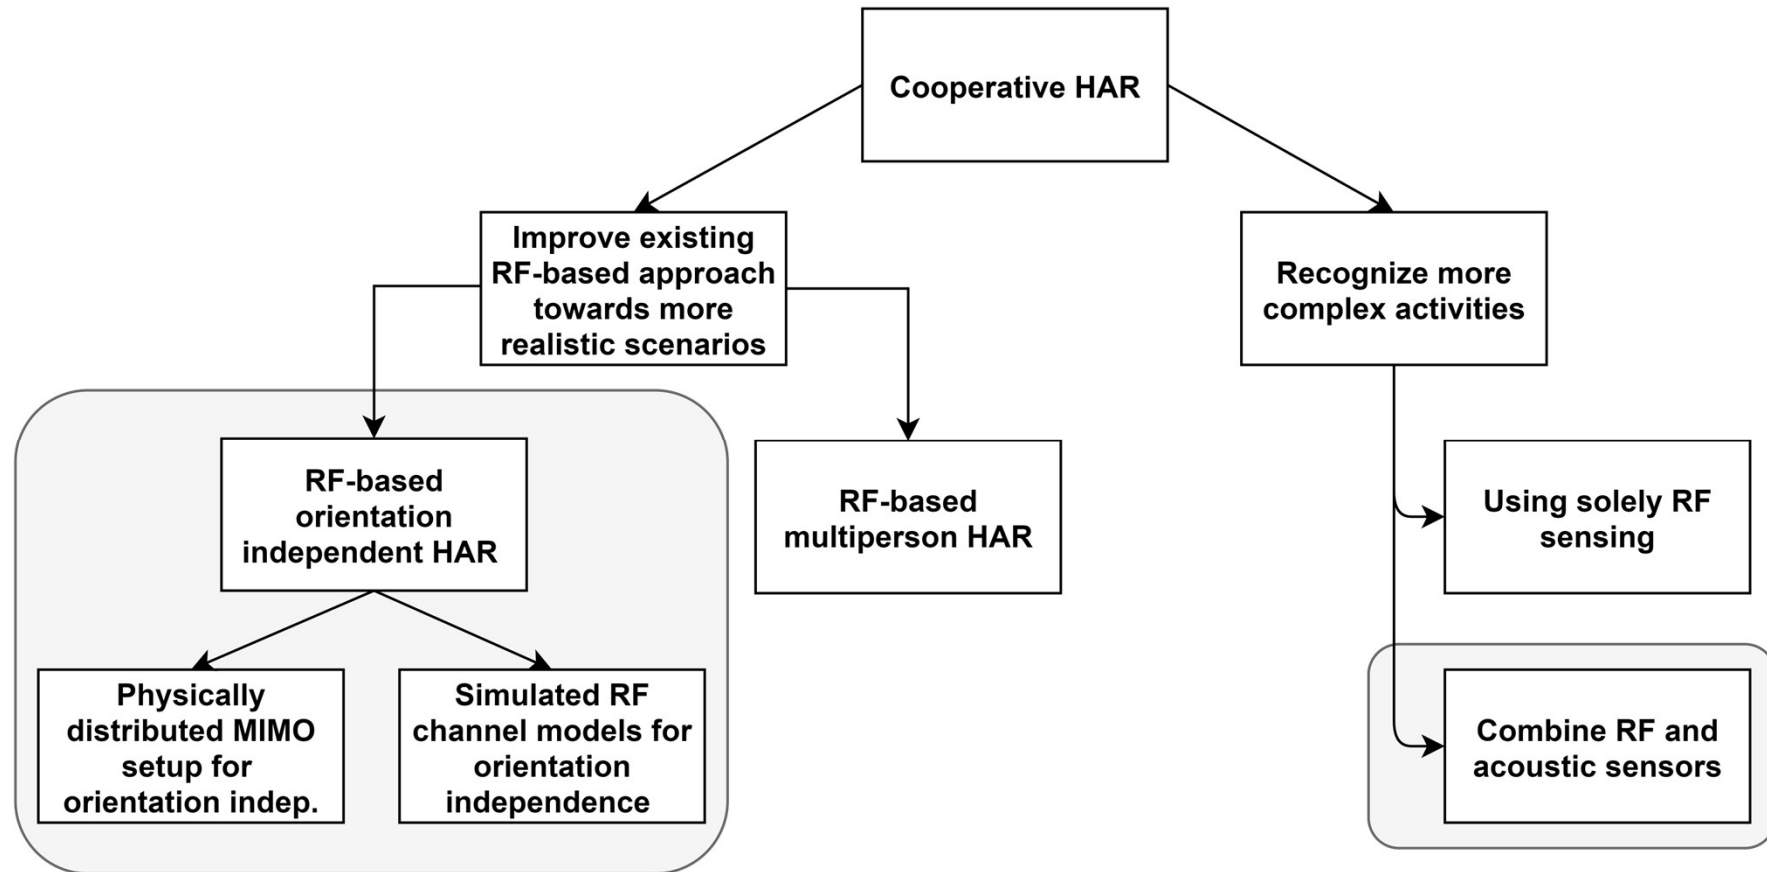 Cooperative HAR
Improve existing
RF-based approach
towards more
realistic scenarios
Recognize more
complex activities
RF-based
orientation
independent HAR
RF-based
multiperson HAR
Using solely RF
sensing
Physically
distributed MIMO
setup for
orientation indep.
Simulated RF
channel models for
orientation
independence
Combine RF and
acoustic sensors